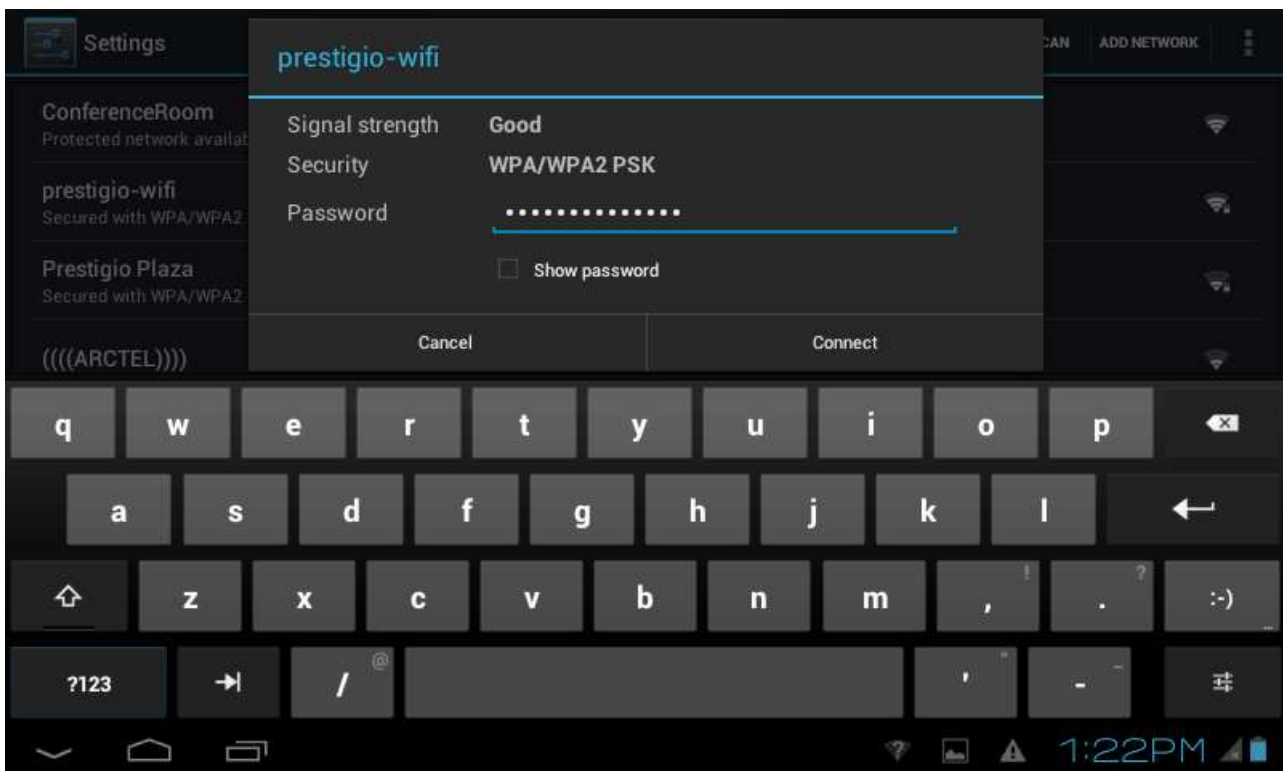 Settings
CAN ADD NETWORK
prestigio-wifi
ConferenceRoom
Protected network availab
prestigio-wifi
Secured with WPA/WPA2
Prestigio Plaza
Secured with WPA/WPA2
((((ARCTEL))))
Signal strength Good
Security WPA/WPA2 PSK
Password ••••••••••••••
Show password
Cancel Connect
q w e r t y u i o p
a s d f g h j k l
! ?
z x c v b n m , . :-) ...
@ " _
?123 / ' -
1:22PM